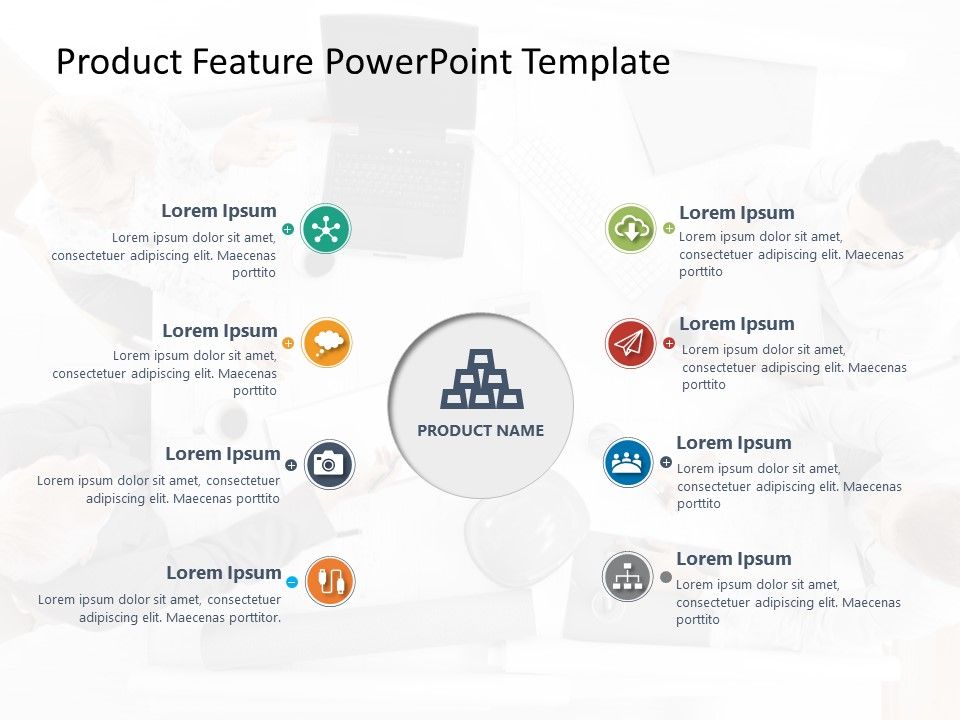 Product Feature PowerPoint Template
Lorem Ipsum
Lorem ipsum dolor sit amet,
consectetuer adipiscing elit. Maecenas
porttito
Lorem Ipsum
Lorem ipsum dolor sit amet,
consectetuer adipiscing elit. Maecenas
porttito
Lorem Ipsum
Lorem ipsum dolor sit amet, consectetuer
adipiscing elit. Maecenas porttito
Lorem Ipsum
Lorem ipsum dolor sit amet, consectetuer
adipiscing elit. Maecenas porttitor.
PRODUCT NAME
Lorem Ipsum
Lorem ipsum dolor sit amet,
consectetuer adipiscing elit. Maecenas
porttito
Lorem Ipsum
Lorem ipsum dolor sit amet,
consectetuer adipiscing elit. Maecenas
porttito
Lorem Ipsum
Lorem ipsum dolor sit amet,
consectetuer adipiscing elit. Maecenas
porttito
Lorem Ipsum
Lorem ipsum dolor sit amet,
consectetuer adipiscing elit. Maecenas
porttito